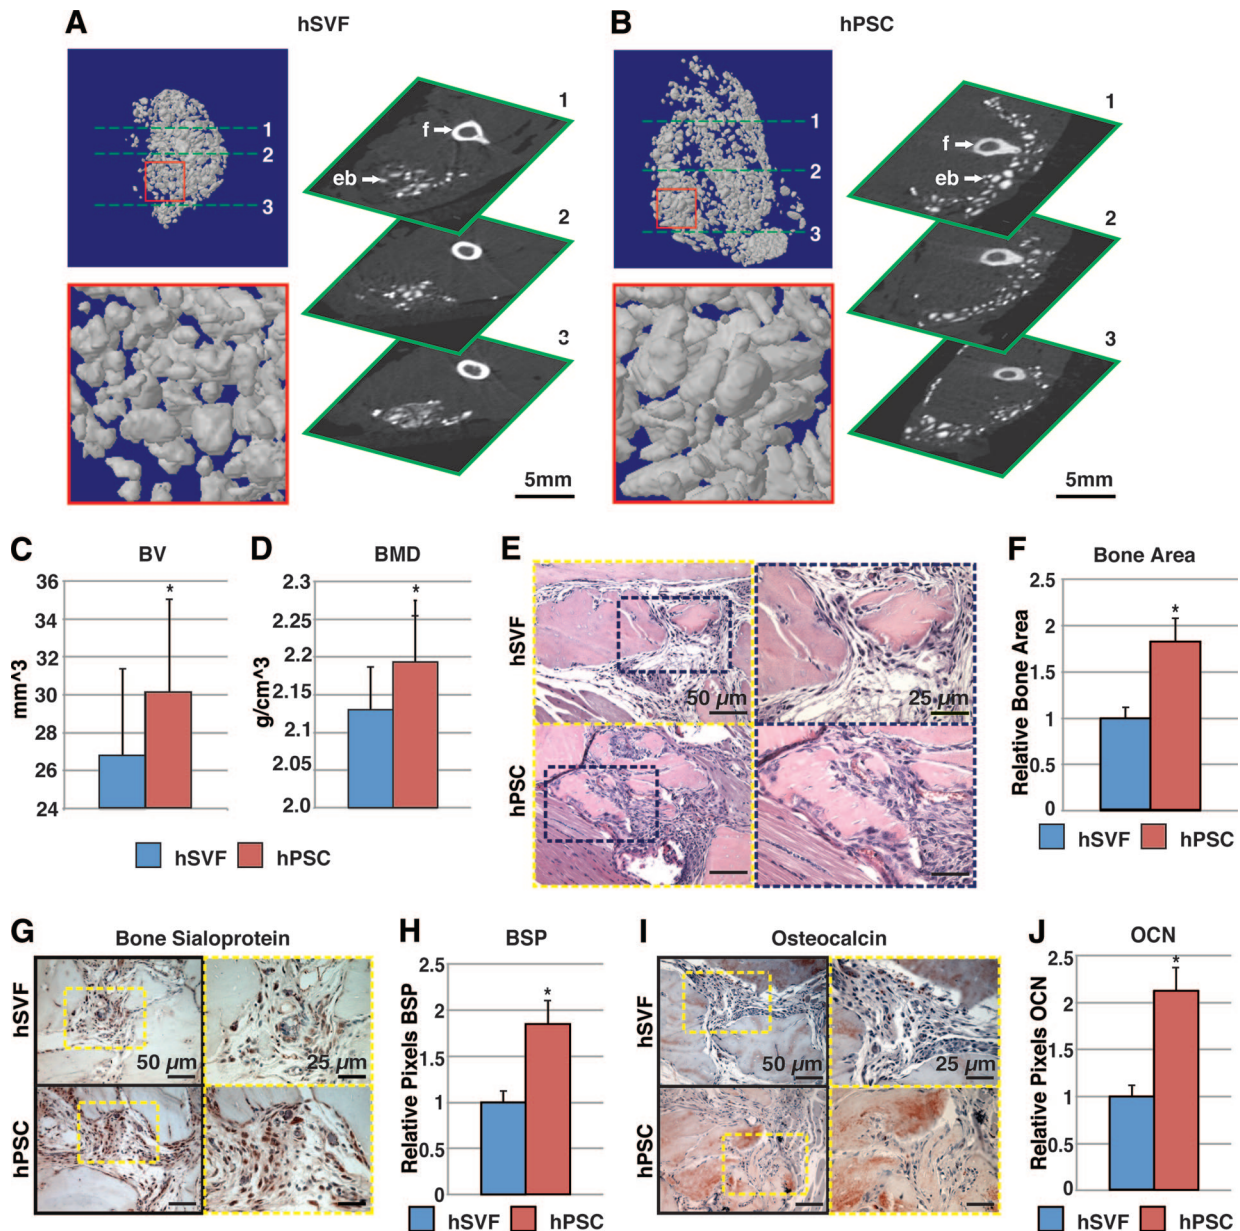 A
hSVF
B
hPSC
1
2
3
f
eb
1
2
3
5mm
1
2
3
f
eb
1
2
3
5mm
C
BV
mm^3
36
34
32
30
28
26
24
*
D
BMD
g/cm^3
2.3
2.25
2.2
2.15
2.1
2.05
2.0
*
hSVF
hPSC
E
hSVF
hPSC
50 µm
25 µm
F
Bone Area
Relative Bone Area
2.5
2
1.5
1
0.5
0
*
hSVF
hPSC
G
Bone Sialoprotein
hSVF
hPSC
50 µm
25 µm
H
BSP
Relative Pixels BSP
2.5
2
1.5
1
0.5
0
*
hSVF
hPSC
I
Osteocalcin
hSVF
hPSC
50 µm
25 µm
J
OCN
Relative Pixels OCN
2.5
2
1.5
1
0.5
0
*
hSVF
hPSC